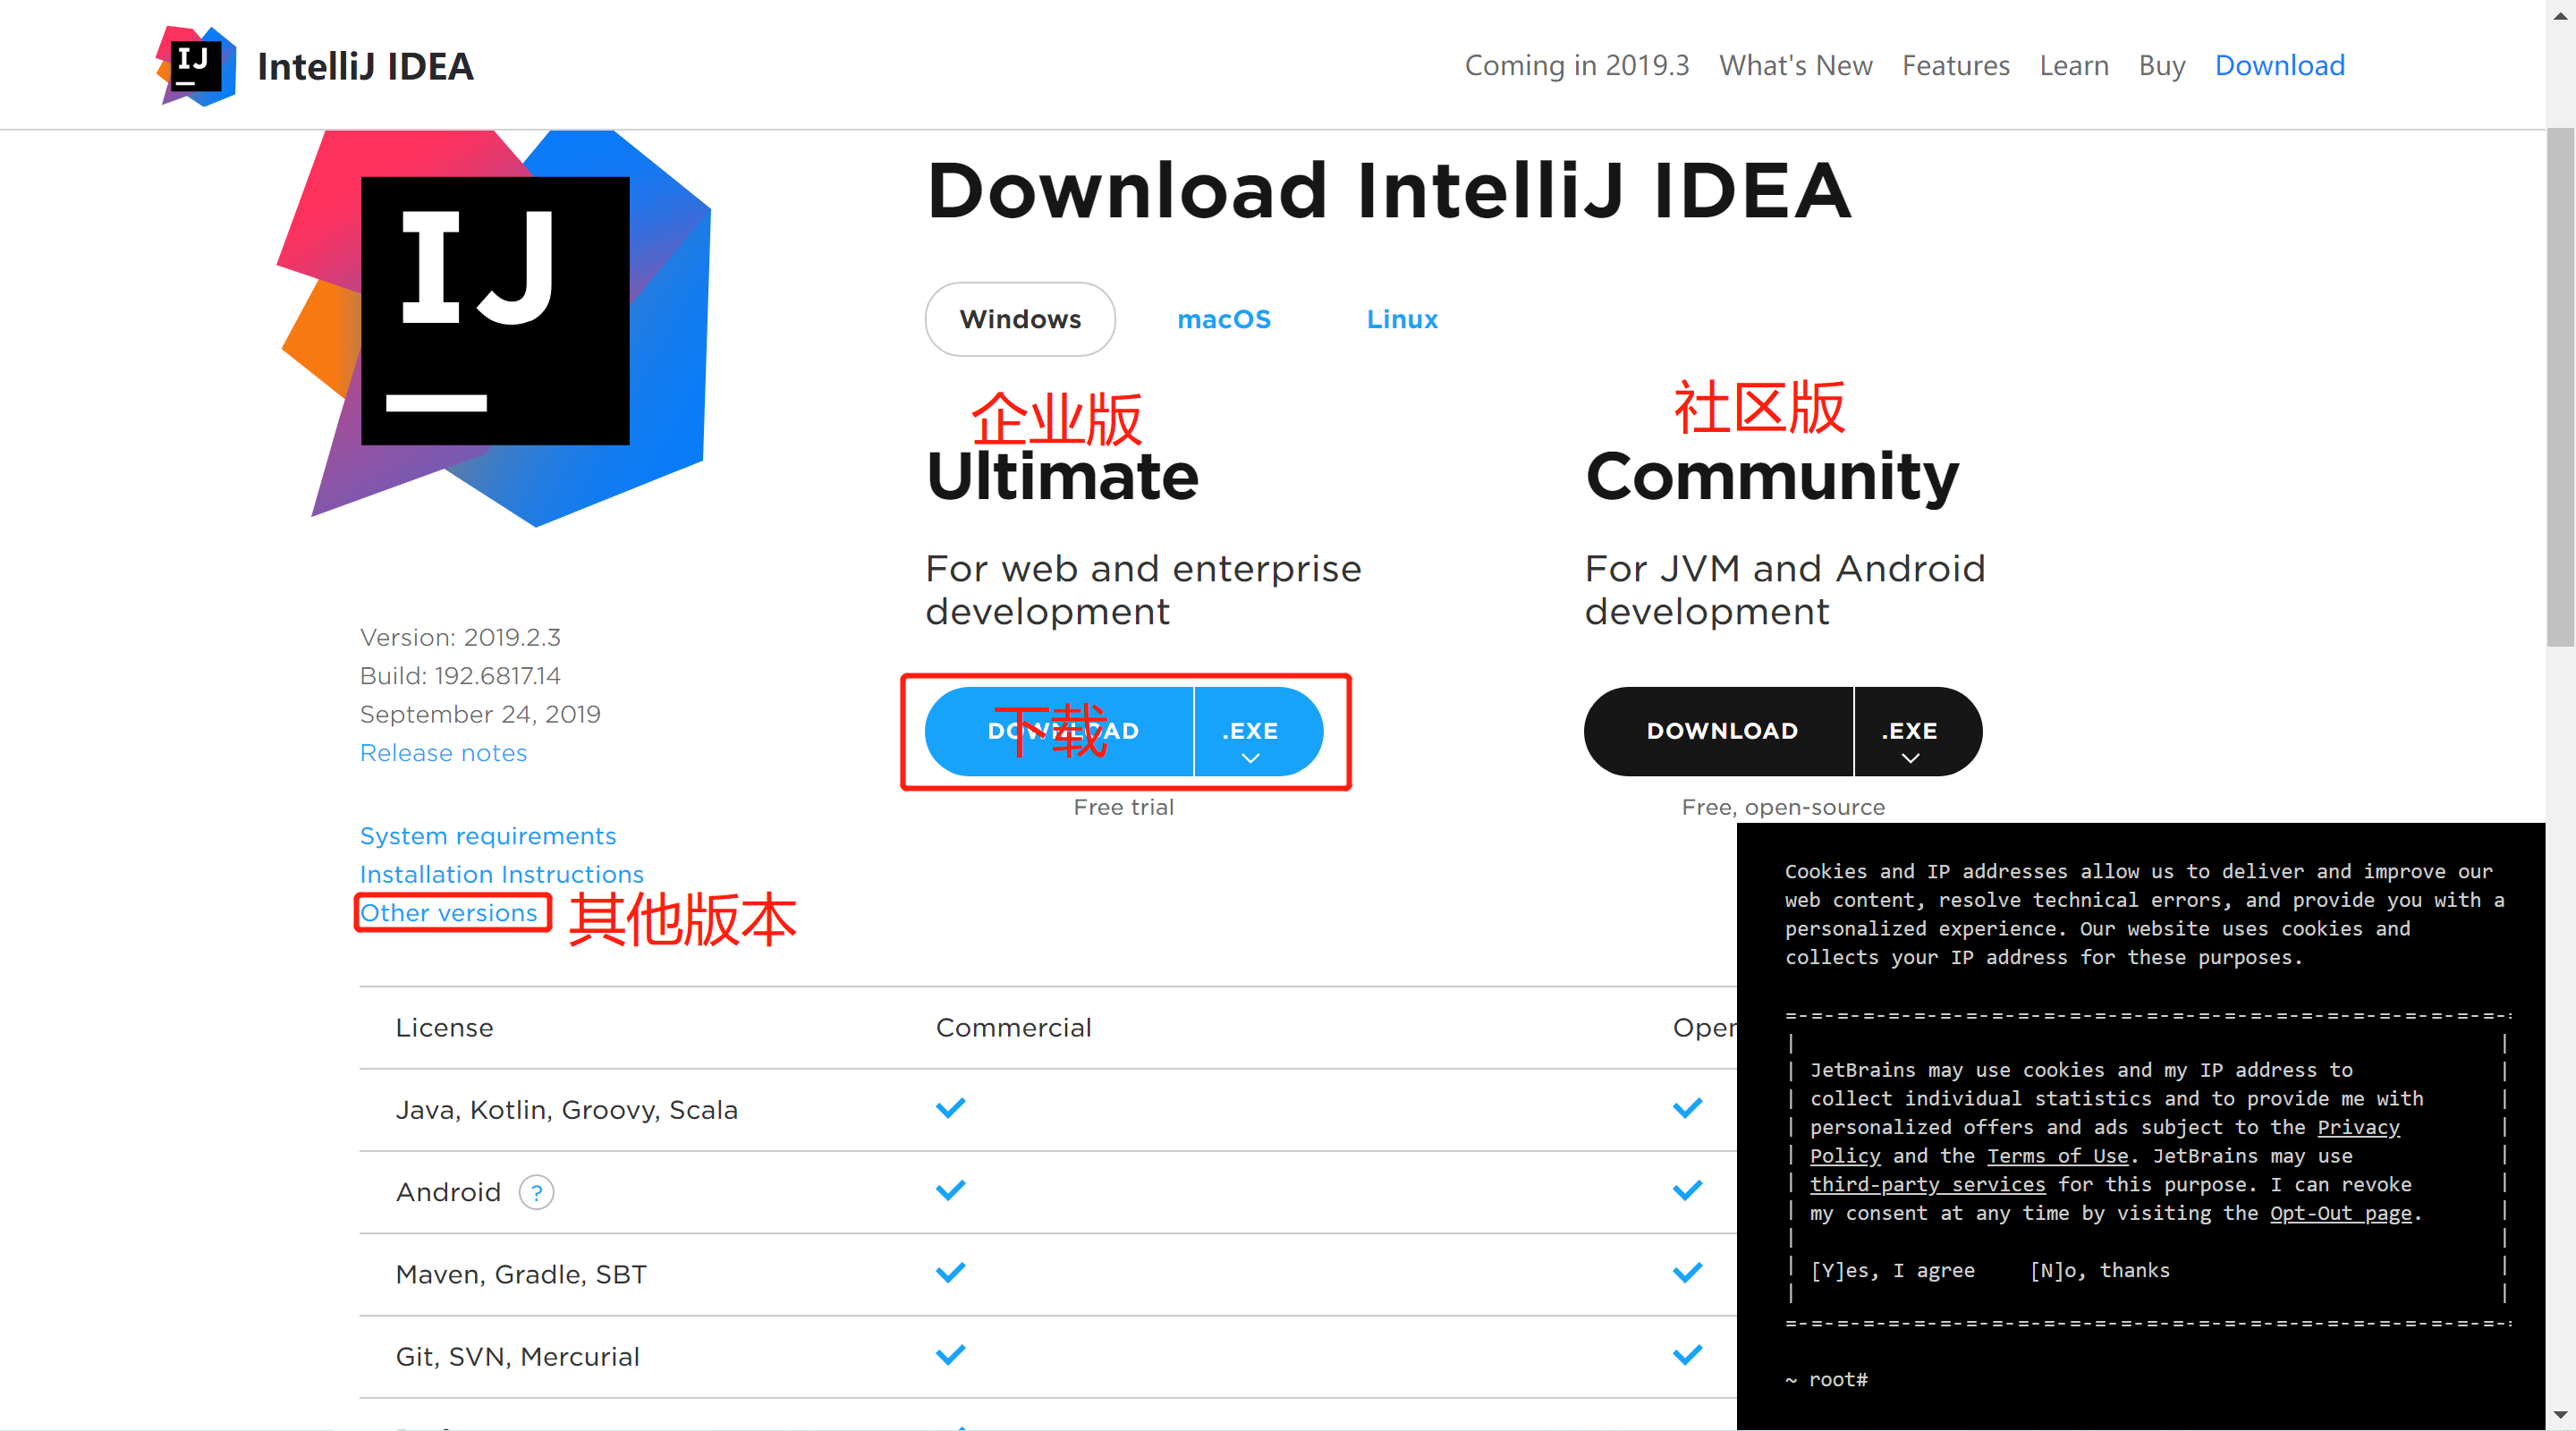 IJ
IntelliJ IDEA
Coming in 2019.3 What's New Features Learn Buy Download
IJ
Download IntelliJ IDEA
Windows macOS Linux
企业版
社区版
Ultimate
Community
For web and enterprise
development
For JVM and Android
development
Version: 2019.2.3
Build: 192.6817.14
September 24, 2019
Release notes
DOWNLOAD .EXE
下载
Free trial
DOWNLOAD .EXE
Free, open-source
System requirements
Installation Instructions
Other versions
其他版本
License Commercial Open
Java, Kotlin, Groovy, Scala
Android ?
Maven, Gradle, SBT
Git, SVN, Mercurial
Cookies and IP addresses allow us to deliver and improve our
web content, resolve technical errors, and provide you with a
personalized experience. Our website uses cookies and
collects your IP address for these purposes.
JetBrains may use cookies and my IP address to
collect individual statistics and to provide me with
personalized offers and ads subject to the Privacy
Policy and the Terms of Use. JetBrains may use
third-party services for this purpose. I can revoke
my consent at any time by visiting the Opt-Out page.
[Y]es, I agree [N]o, thanks
~ root#